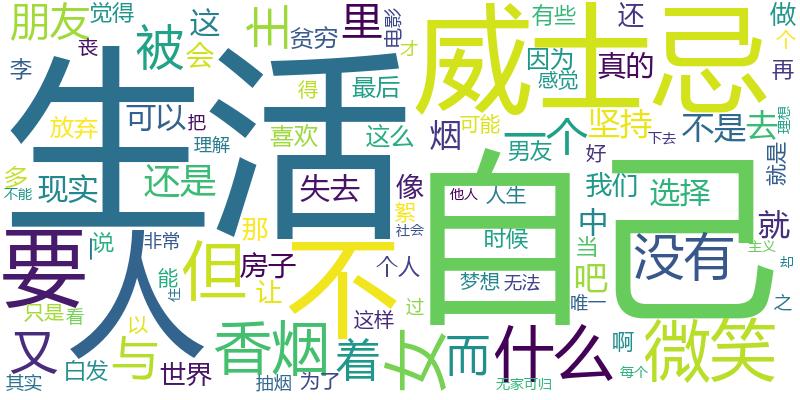 朋友 觉得 这 主 里 威士忌 有些 还 做
李 丧 被 会 贫穷 电影 才 因为 感觉 真的 个 再
生活 得 最后
放弃 可以 把 喜欢 这么 烟 可能 一个 坚持 不是 去 理想
多 理解 男友 好 下去 就是
不能 现实 还是 失去 像 自己 我们 选择
要 人 说 非常 那 絮 社会 他人 人生 中 没有 就
但 不 时候 当 主义
能 住 房子 让 个人 梦想 无法 吧 唯一 却
只是 看 以 过 这样 之
又 与 香烟 着 女 而 什么 啊 微笑
其实 白发 世界 抽烟 为了 无家可归 每个